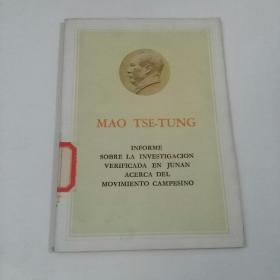 MAO TSE-TUNG
INFORME
SOBRE LA INVESTIGACION
VERIFICADA EN JUNAN
ACERCA DEL
MOVIMIENTO CAMPESINO